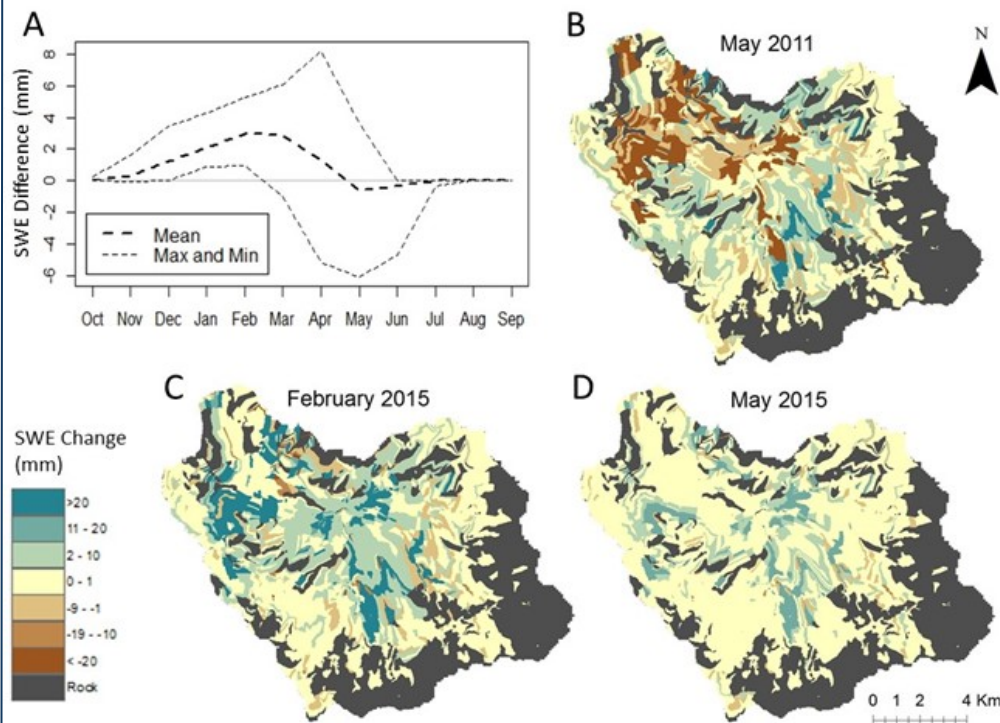 A
SWE Difference (mm)
8
6
4
2
0
-2
-4
-6
Mean
Max and Min
Oct Nov Dec Jan Feb Mar Apr May Jun Jul Aug Sep
B
May 2011
N
C
February 2015
D
May 2015
SWE Change
(mm)
>20
11 - 20
2 - 10
0 - 1
-9 - -1
-19 - -10
< -20
Rock
0 1 2 4 Km